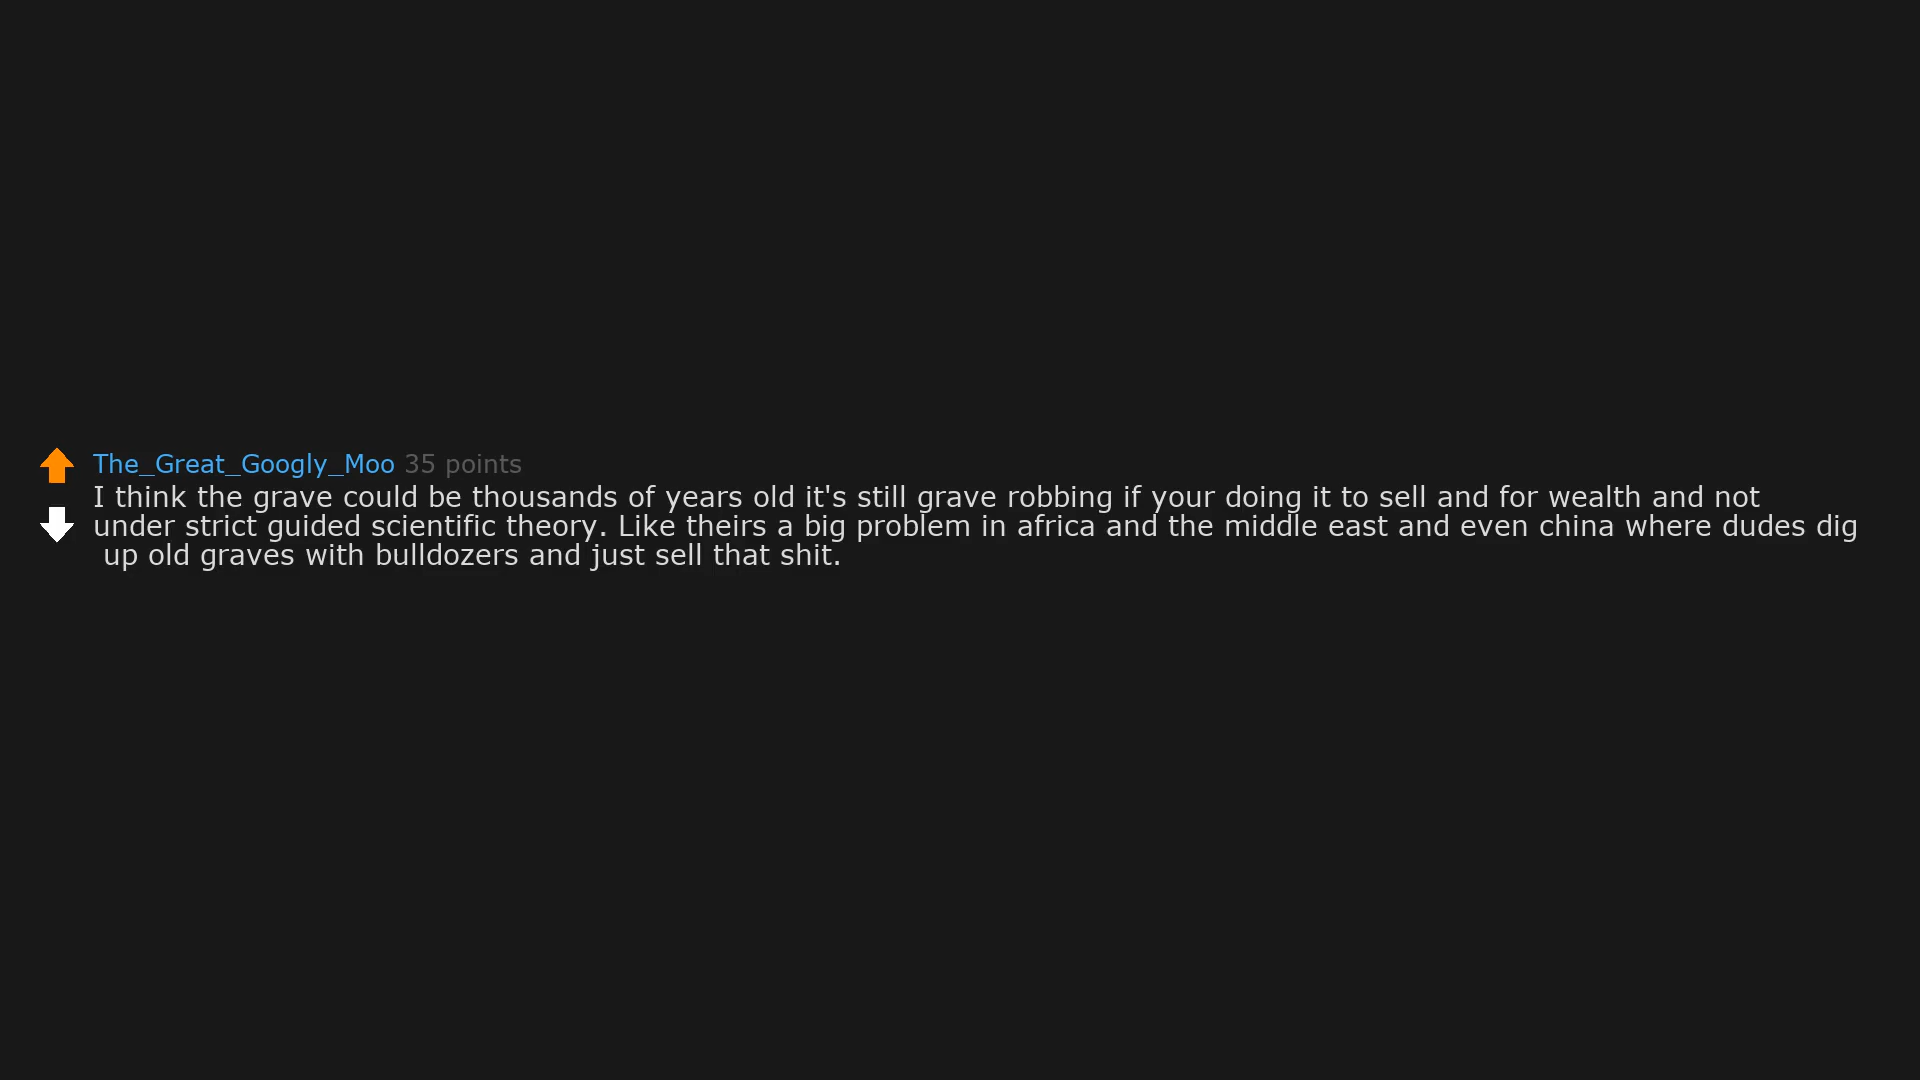 The_Great_Googly_Moo 35 points
I think the grave could be thousands of years old it's still grave robbing if your doing it to sell and for wealth and not
under strict guided scientific theory. Like theirs a big problem in africa and the middle east and even china where dudes dig
up old graves with bulldozers and just sell that shit.